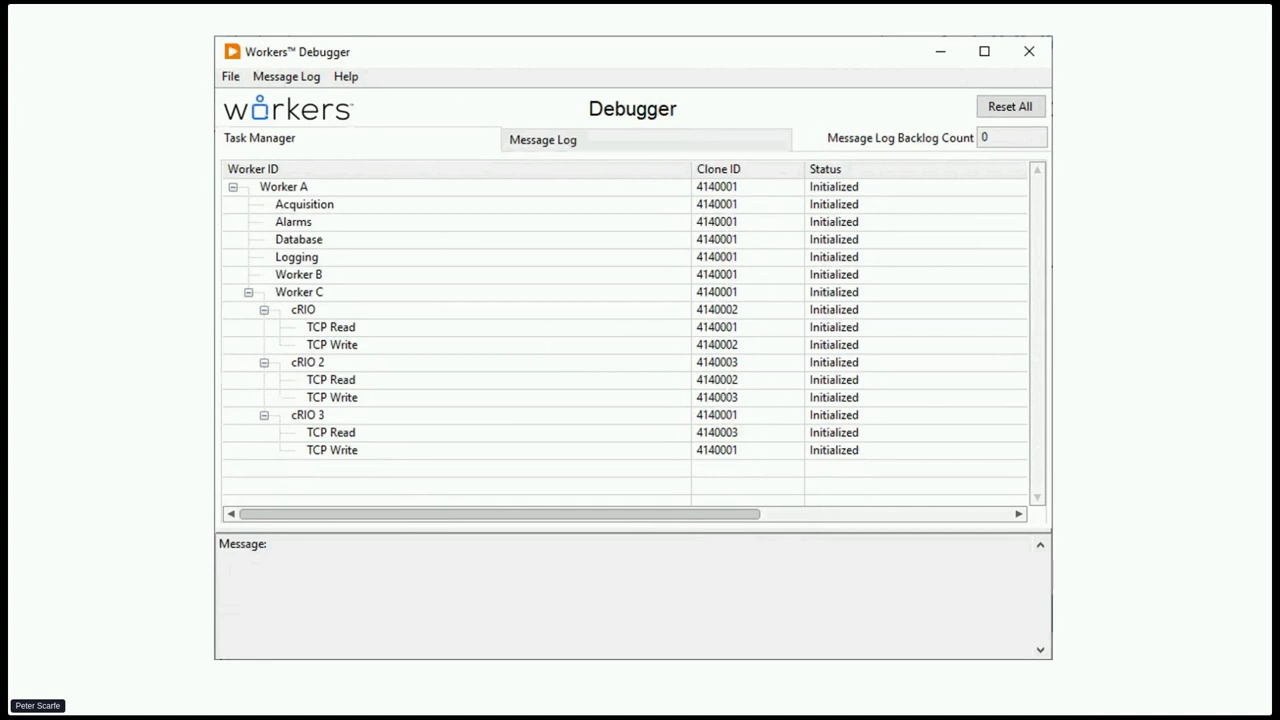 Workers™ Debugger
File Message Log Help
workers™ Debugger Reset All
Task Manager Message Log Message Log Backlog Count 0
Worker ID Clone ID Status
Worker A 4140001 Initialized
Acquisition 4140001 Initialized
Alarms 4140001 Initialized
Database 4140001 Initialized
Logging 4140001 Initialized
Worker B 4140001 Initialized
Worker C 4140001 Initialized
cRIO 4140002 Initialized
TCP Read 4140001 Initialized
TCP Write 4140002 Initialized
cRIO 2 4140003 Initialized
TCP Read 4140002 Initialized
TCP Write 4140003 Initialized
cRIO 3 4140001 Initialized
TCP Read 4140003 Initialized
TCP Write 4140001 Initialized
Message:
Peter Scarfe